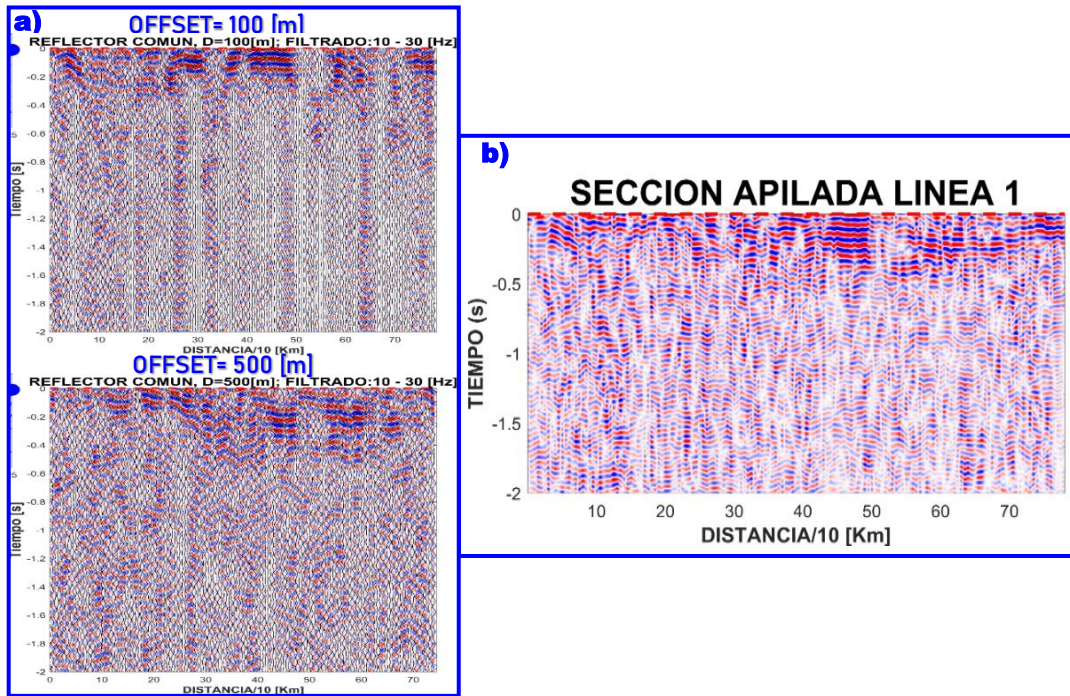 a)
OFFSET= 100 [m]
REFLECTOR COMUN, D=100[m]; FILTRADO:10 - 30 [Hz]
0
-0.2
-0.4
-0.6
-0.8
-1
-1.2
-1.4
-1.6
-1.8
-2
Tiempo [s]
0 10 20 30 40 50 60 70
DISTANCIA/10 [Km]
OFFSET= 500 [m]
REFLECTOR COMUN, D=500[m]; FILTRADO:10 - 30 [Hz]
0
-0.2
-0.4
-0.6
-0.8
-1
-1.2
-1.4
-1.6
-1.8
-2
Tiempo [s]
0 10 20 30 40 50 60 70
DISTANCIA/10 [Km]
b)
SECCION APILADA LINEA 1
0
-0.5
-1
-1.5
-2
TIEMPO (s)
10 20 30 40 50 60 70
DISTANCIA/10 [Km]